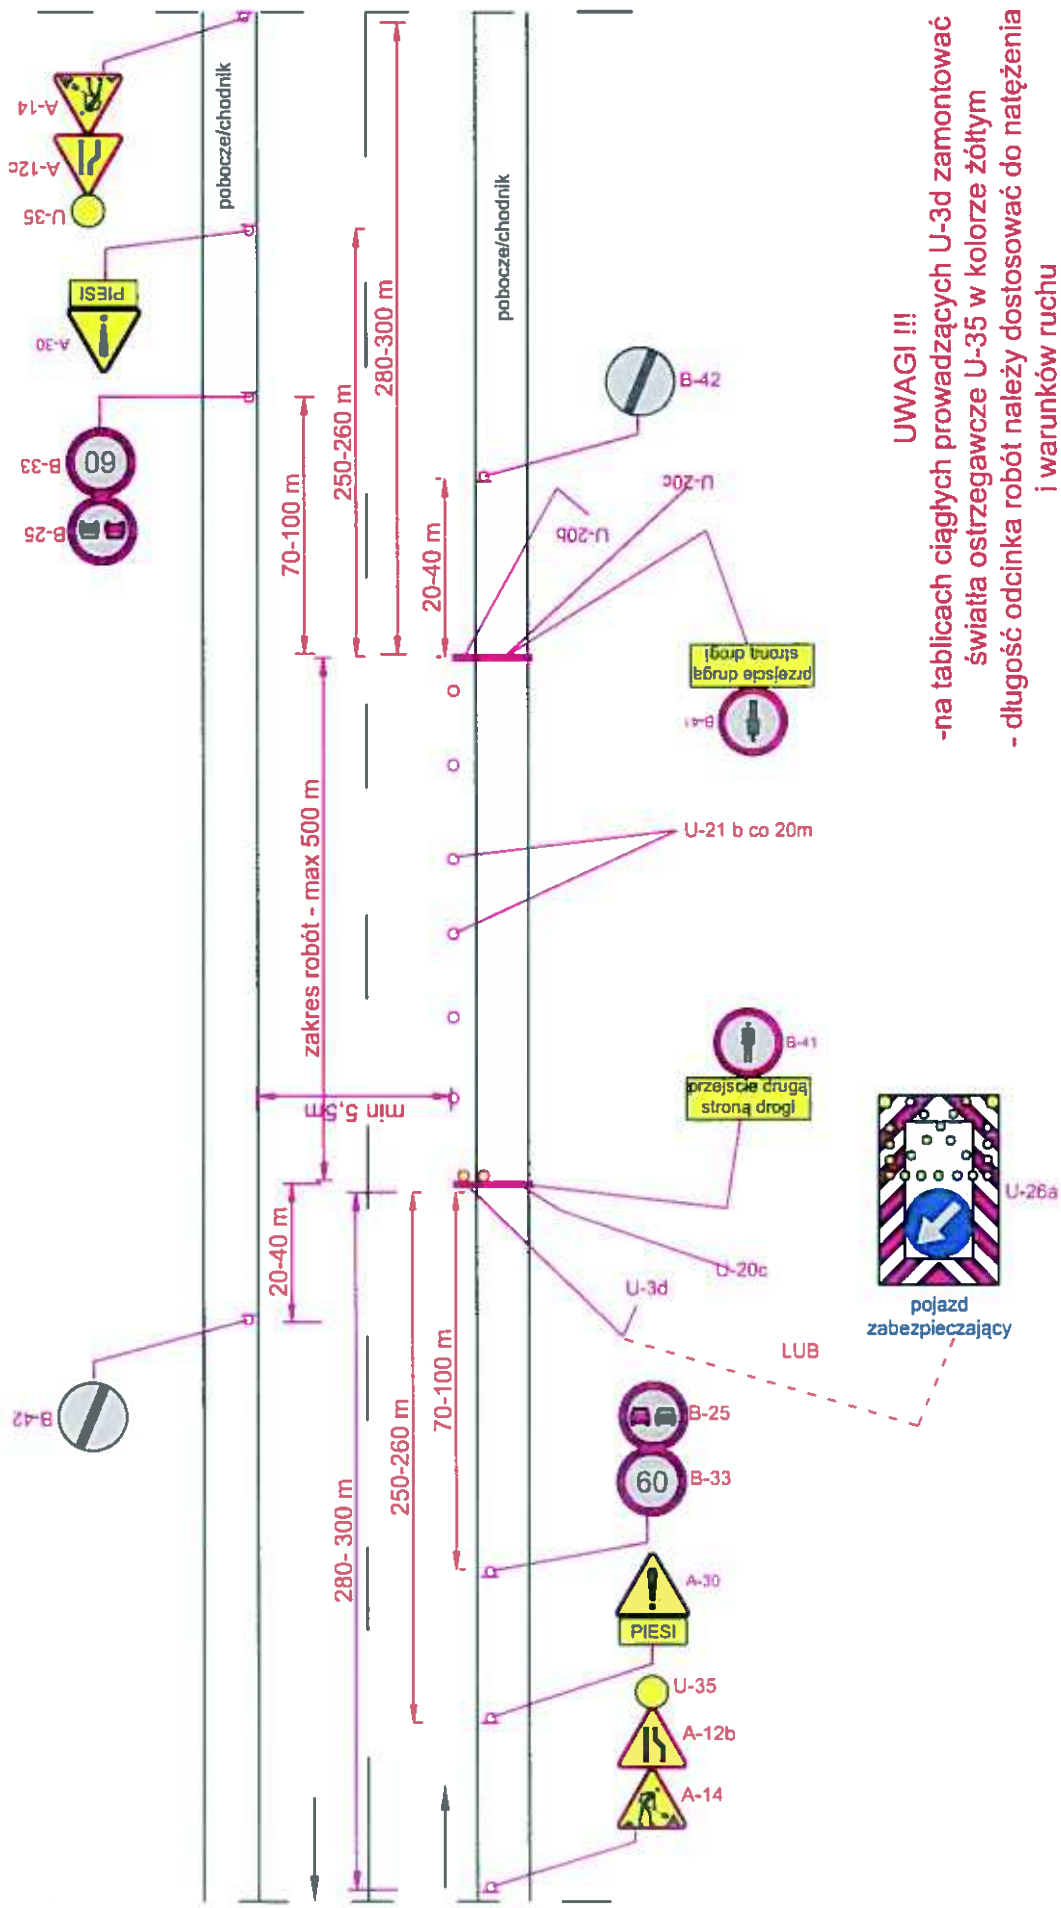 A-14
A-12c
U-35
pobocze/chodnik
PIESI
A-30
B-33
60
B-25
70-100 m
250-260 m
280-300 m
pobocze/chodnik
B-42
20-40 m
U-20b
U-20c
przejście drugą
stroną drogi
B-41
zakres robót - max 500 m
U-21 b co 20m
min 5,5m
B-41
przejście drugą
stroną drogi
U-26a
pojazd
zabezpieczający
U-20c
U-3d
LUB
20-40 m
B-42
70-100 m
250-260 m
280- 300 m
B-25
60
B-33
A-30
PIESI
U-35
A-12b
A-14
UWAGI !!!
-na tablicach ciągłych prowadzących U-3d zamontować
światła ostrzegawcze U-35 w kolorze żółtym
- długość odcinka robót należy dostosować do natężenia
i warunków ruchu